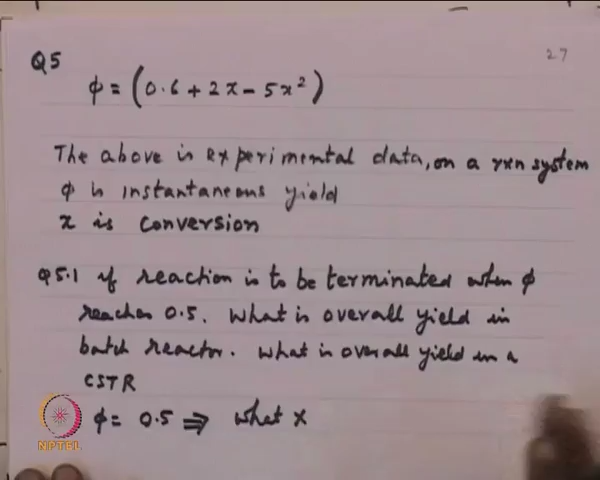 27
Q5
φ = (0.6 + 2x - 5x²)
The above is experimental data, on a rxn system
φ is instantaneous yield
x is conversion
Q5.1 if reaction is to be terminated when φ
reaches 0.5. What is overall yield in
batch reactor. What is overall yield in a
CSTR
φ = 0.5 ⇒ what x
NPTEL